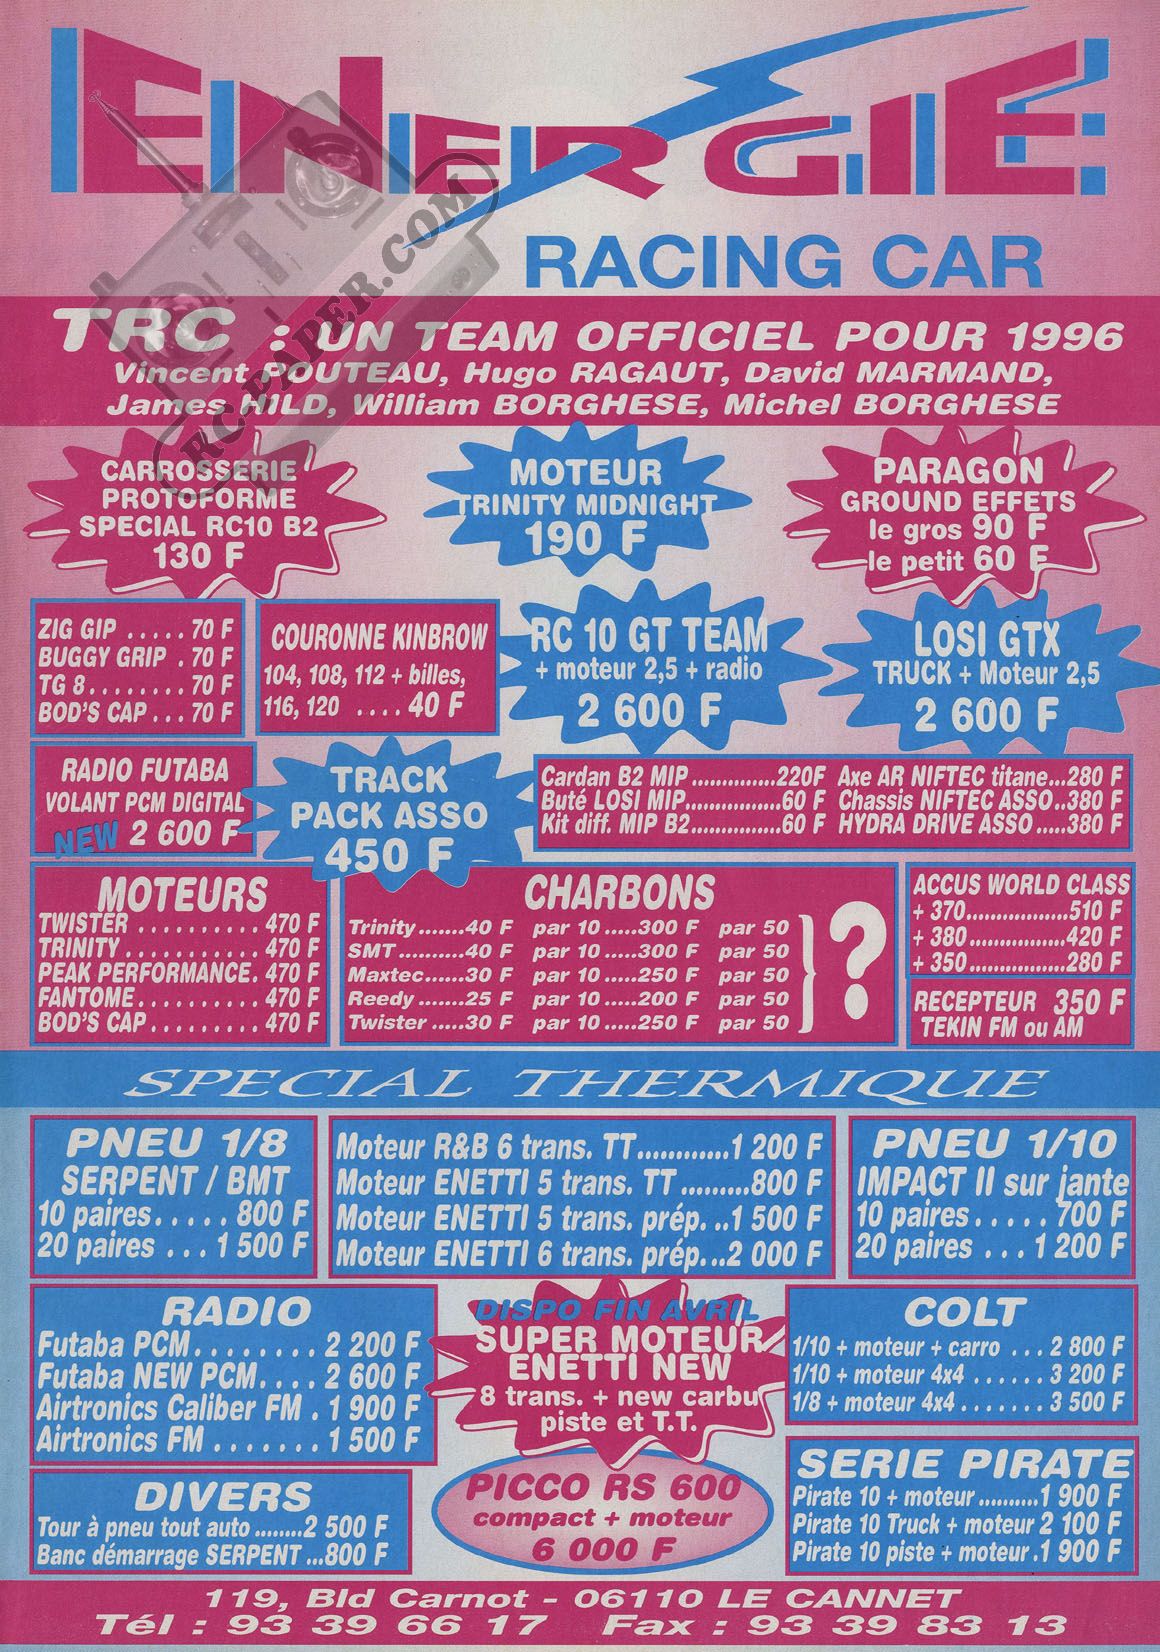 ENERGIE
RACING CAR
RC-PAPER.COM
TRC : UN TEAM OFFICIEL POUR 1996
Vincent POUTEAU, Hugo RAGAUT, David MARMAND,
James HILD, William BORGHESE, Michel BORGHESE
CARROSSERIE
PROTOFORME
SPECIAL RC10 B2
130 F
MOTEUR
TRINITY MIDNIGHT
190 F
PARAGON
GROUND EFFETS
le gros 90 F
le petit 60 F
ZIG GIP ..... 70 F
BUGGY GRIP . 70 F
TG 8........ 70 F
BOD'S CAP ... 70 F
COURONNE KINBROW
104, 108, 112 + billes,
116, 120 .... 40 F
RC 10 GT TEAM
+ moteur 2,5 + radio
2 600 F
LOSI GTX
TRUCK + Moteur 2,5
2 600 F
RADIO FUTABA
VOLANT PCM DIGITAL
NEW 2 600 F
TRACK
PACK ASSO
450 F
Cardan B2 MIP..............220F
Buté LOSI MIP................60 F
Kit diff. MIP B2...............60 F
Axe AR NIFTEC titane...280 F
Chassis NIFTEC ASSO..380 F
HYDRA DRIVE ASSO.....380 F
MOTEURS
TWISTER .......... 470 F
TRINITY ........... 470 F
PEAK PERFORMANCE. 470 F
FANTOME.......... 470 F
BOD'S CAP ......... 470 F
CHARBONS
Trinity.......40 F par 10 .....300 F par 50
SMT..........40 F par 10 .....300 F par 50
Maxtec......30 F par 10 .....250 F par 50
Reedy .......25 F par 10 .....200 F par 50
Twister .....30 F par 10 .....250 F par 50
} ?
ACCUS WORLD CLASS
+ 370...................510 F
+ 380..................420 F
+ 350..................280 F
RECEPTEUR 350 F
TEKIN FM ou AM
SPECIAL THERMIQUE
PNEU 1/8
SERPENT / BMT
10 paires..... 800 F
20 paires ... 1 500 F
Moteur R&B 6 trans. TT.............1 200 F
Moteur ENETTI 5 trans. TT ..........800 F
Moteur ENETTI 5 trans. prép. ..1 500 F
Moteur ENETTI 6 trans. prép...2 000 F
PNEU 1/10
IMPACT II sur jante
10 paires..... 700 F
20 paires ... 1 200 F
RADIO
Futaba PCM........ 2 200 F
Futaba NEW PCM.... 2 600 F
Airtronics Caliber FM . 1 900 F
Airtronics FM ....... 1 500 F
DISPO FIN AVRIL
SUPER MOTEUR
ENETTI NEW
8 trans. + new carbu
piste et T.T.
COLT
1/10 + moteur + carro ... 2 800 F
1/10 + moteur 4x4 ...... 3 200 F
1/8 + moteur 4x4 ....... 3 500 F
DIVERS
Tour à pneu tout auto ........2 500 F
Banc démarrage SERPENT ...800 F
PICCO RS 600
compact + moteur
6 000 F
SERIE PIRATE
Pirate 10 + moteur ..........1 900 F
Pirate 10 Truck + moteur 2 100 F
Pirate 10 piste + moteur .1 900 F
119, Bld Carnot - 06110 LE CANNET
Tél : 93 39 66 17 Fax : 93 39 83 13